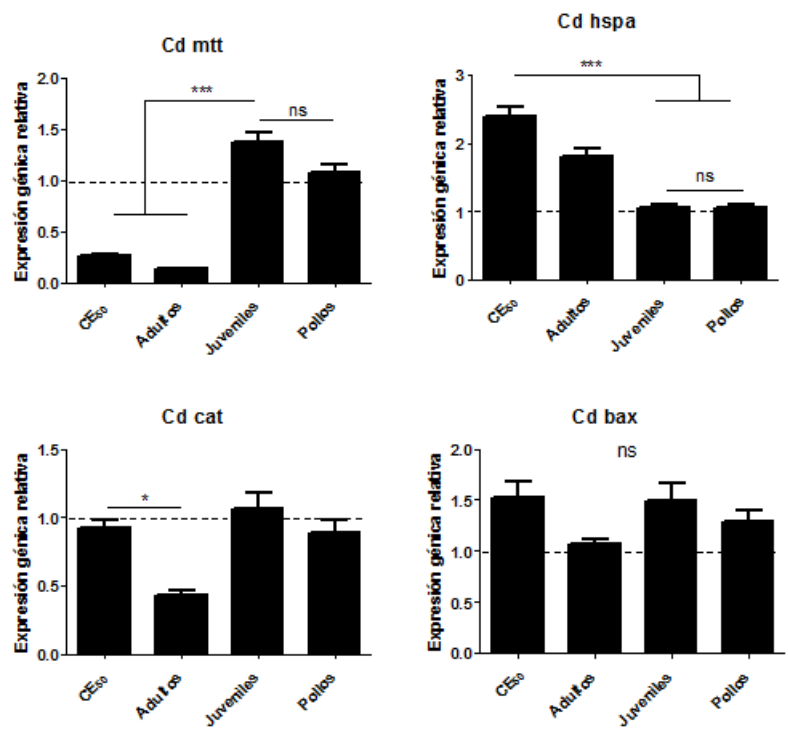 Cd mtt
Expresión génica relativa
2.0
1.5
1.0
0.5
0.0
***
ns
CE₅₀
Adultos
Juveniles
Pollos
Cd hspa
Expresión génica relativa
3
2
1
0
***
ns
CE₅₀
Adultos
Juveniles
Pollos
Cd cat
Expresión génica relativa
1.5
1.0
0.5
0.0
*
CE₅₀
Adultos
Juveniles
Pollos
Cd bax
Expresión génica relativa
2.0
1.5
1.0
0.5
0.0
ns
CE₅₀
Adultos
Juveniles
Pollos